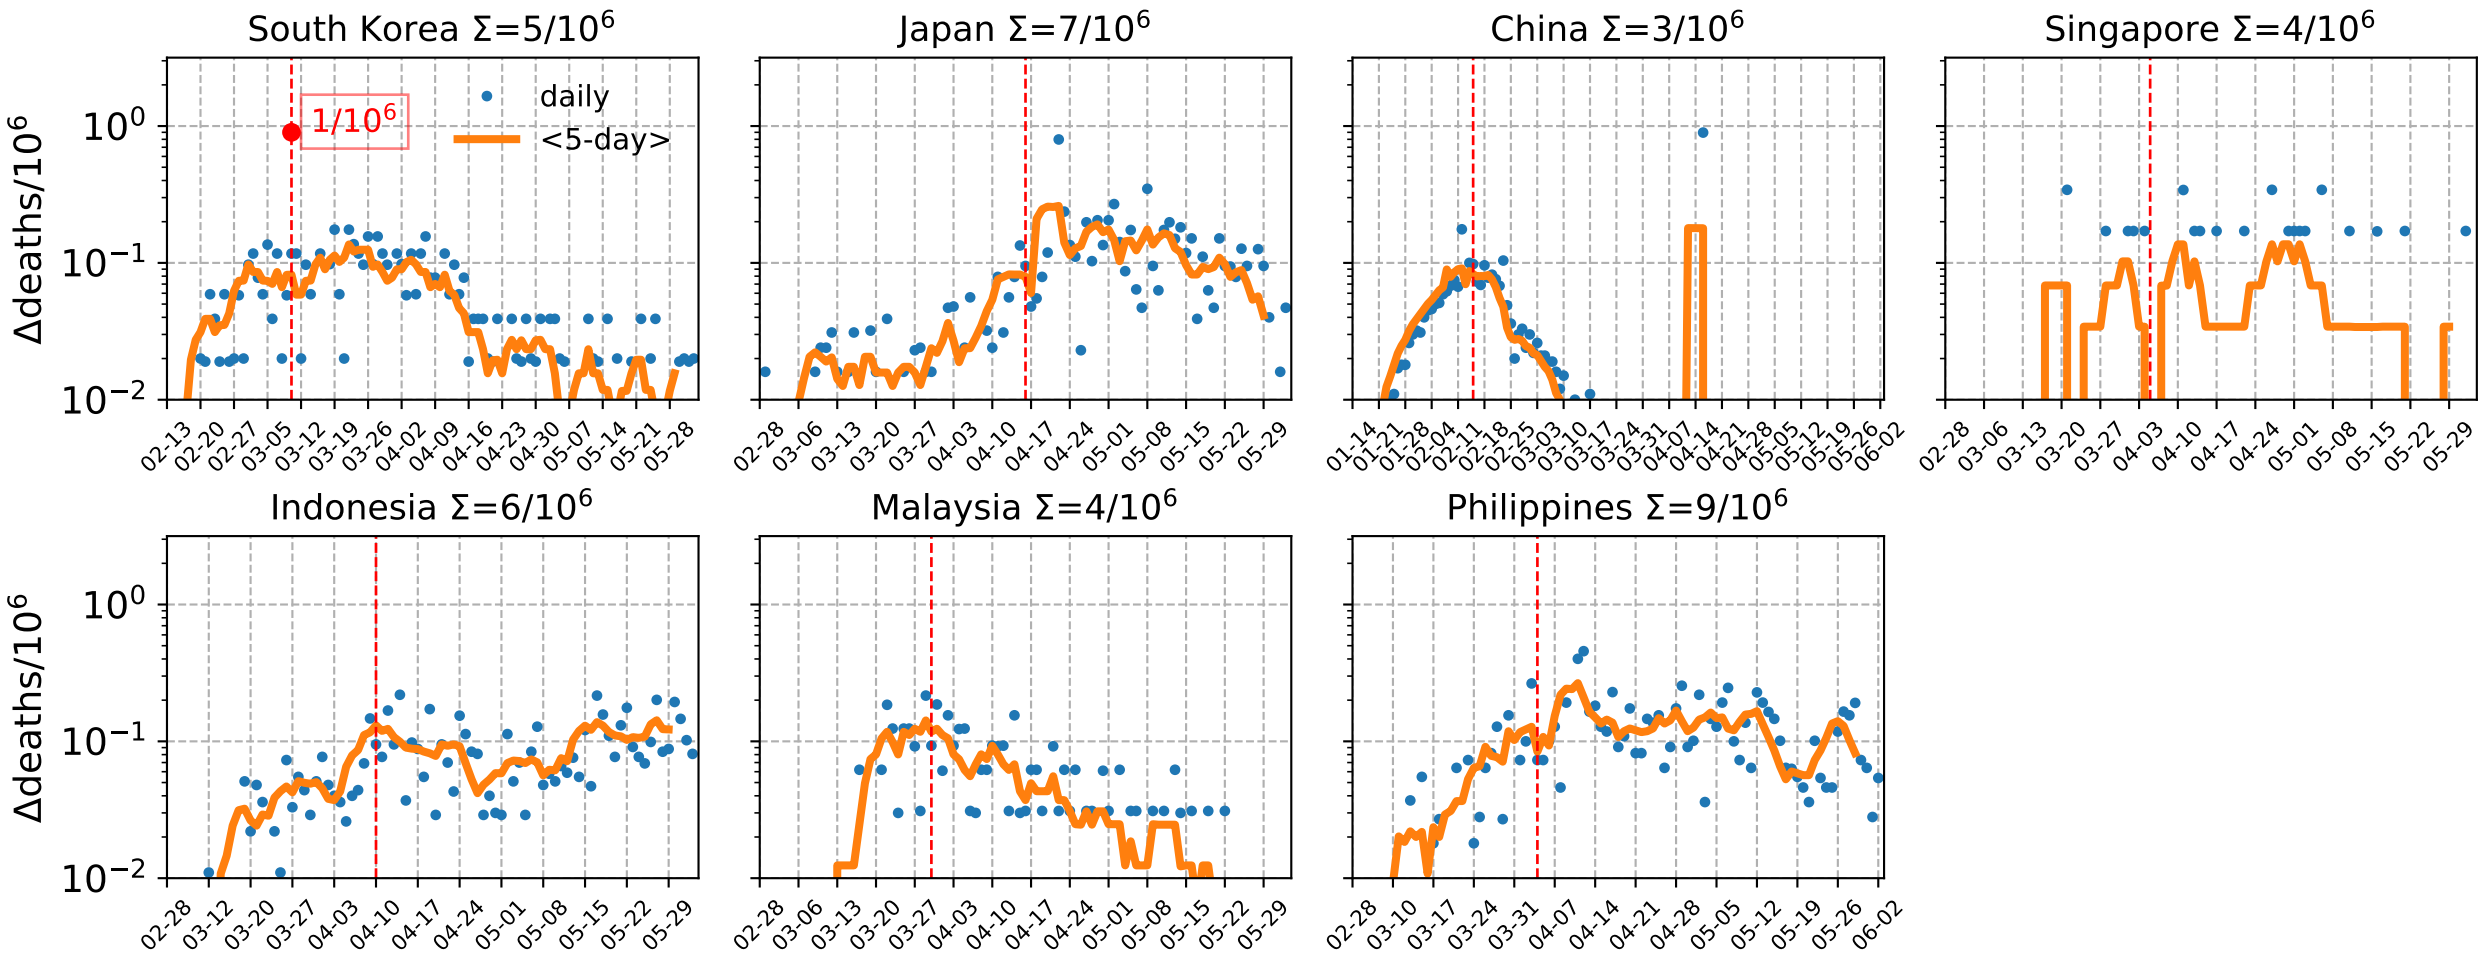 South Korea Σ=5/10⁶
Japan Σ=7/10⁶
China Σ=3/10⁶
Singapore Σ=4/10⁶
Δdeaths/10⁶
10⁰
10⁻¹
10⁻²
1/10⁶
daily
<5-day>
02-13 02-20 02-27 03-05 03-12 03-19 03-26 04-02 04-09 04-16 04-23 04-30 05-07 05-14 05-21 05-28
02-28 03-06 03-13 03-20 03-27 04-03 04-10 04-17 04-24 05-01 05-08 05-15 05-22 05-29
01-14 01-21 01-28 02-04 02-11 02-18 02-25 03-03 03-10 03-17 03-24 03-31 04-07 04-14 04-21 04-28 05-05 05-12 05-19 05-26 06-02
02-28 03-06 03-13 03-20 03-27 04-03 04-10 04-17 04-24 05-01 05-08 05-15 05-22 05-29
Indonesia Σ=6/10⁶
Malaysia Σ=4/10⁶
Philippines Σ=9/10⁶
Δdeaths/10⁶
10⁰
10⁻¹
10⁻²
02-28 03-12 03-20 03-27 04-03 04-10 04-17 04-24 05-01 05-08 05-15 05-22 05-29
02-28 03-06 03-13 03-20 03-27 04-03 04-10 04-17 04-24 05-01 05-08 05-15 05-22 05-29
02-28 03-10 03-17 03-24 03-31 04-07 04-14 04-21 04-28 05-05 05-12 05-19 05-26 06-02